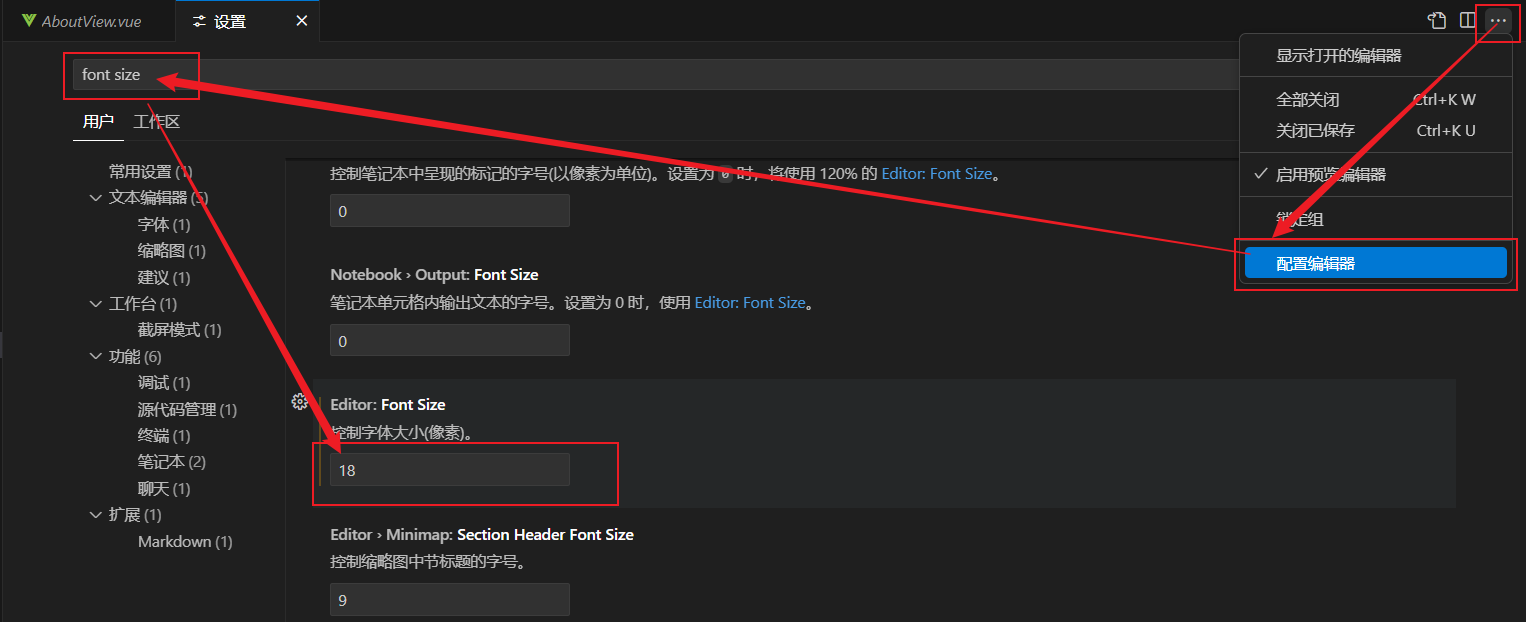 AboutView.vue
设置
font size
用户
工作区
显示打开的编辑器
全部关闭 Ctrl+K W
关闭已保存 Ctrl+K U
启用预览编辑器
锁定组
配置编辑器
常用设置 (1)
文本编辑器 (5)
字体 (1)
缩略图 (1)
建议 (1)
工作台 (1)
截屏模式 (1)
功能 (6)
调试 (1)
源代码管理 (1)
终端 (1)
笔记本 (2)
聊天 (1)
扩展 (1)
Markdown (1)
控制笔记本中呈现的标记的字号(以像素为单位)。设置为 0 时，将使用 120% 的 Editor: Font Size。
0
Notebook › Output: Font Size
笔记本单元格内输出文本的字号。设置为 0 时，使用 Editor: Font Size。
0
Editor: Font Size
控制字体大小(像素)。
18
Editor › Minimap: Section Header Font Size
控制缩略图中节标题的字号。
9